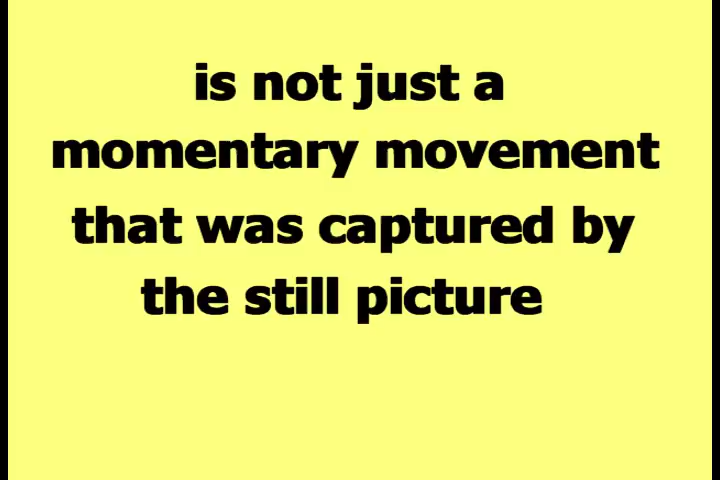 is not just a
momentary movement
that was captured by
the still picture